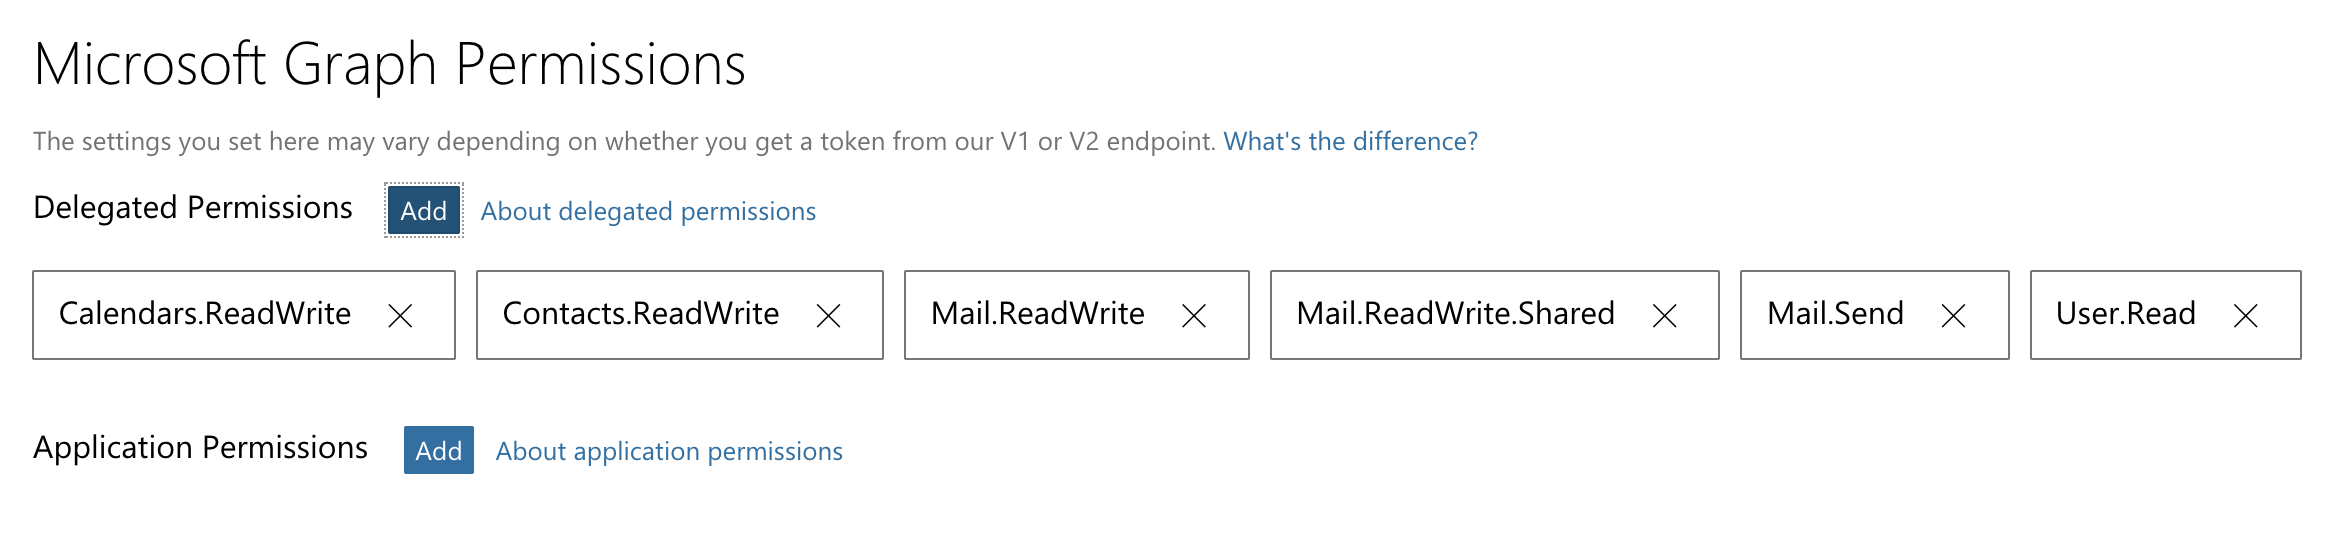 Microsoft Graph Permissions
The settings you set here may vary depending on whether you get a token from our V1 or V2 endpoint. What's the difference?
Delegated Permissions Add About delegated permissions
Calendars.ReadWrite Contacts.ReadWrite Mail.ReadWrite Mail.ReadWrite.Shared Mail.Send User.Read
Application Permissions Add About application permissions